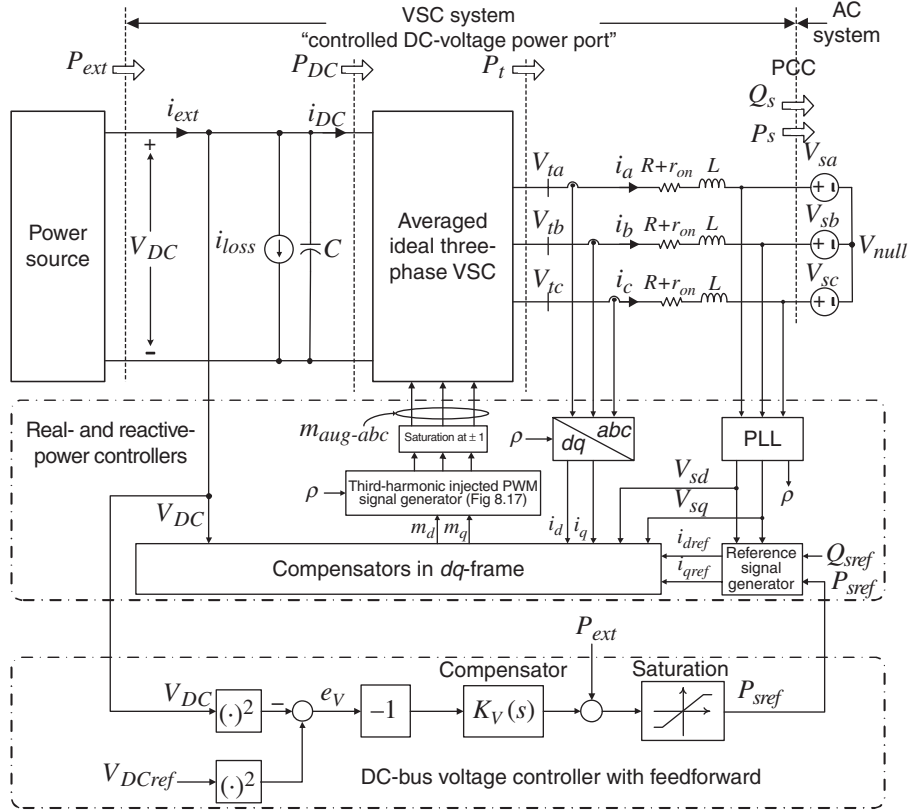 VSC system
"controlled DC-voltage power port"
AC
system
P_ext
P_DC
P_t
PCC
Q_s
P_s
i_ext
i_DC
+
V_DC
−
Power
source
i_loss
C
Averaged
ideal three-
phase VSC
V_ta
i_a
R+r_on
L
V_sa
V_tb
i_b
R+r_on
L
V_sb
V_null
V_tc
i_c
R+r_on
L
V_sc
Real- and reactive-
power controllers
m_aug-abc
Saturation at ± 1
ρ
Third-harmonic injected PWM
signal generator (Fig 8.17)
m_d
m_q
ρ
abc
dq
i_d
i_q
PLL
V_sd
V_sq
ρ
V_DC
Compensators in dq-frame
i_dref
i_qref
Reference
signal
generator
Q_sref
P_sref
P_ext
Compensator
Saturation
V_DC
(·)²
−
e_V
−1
K_V(s)
P_sref
V_DCref
(·)²
DC-bus voltage controller with feedforward